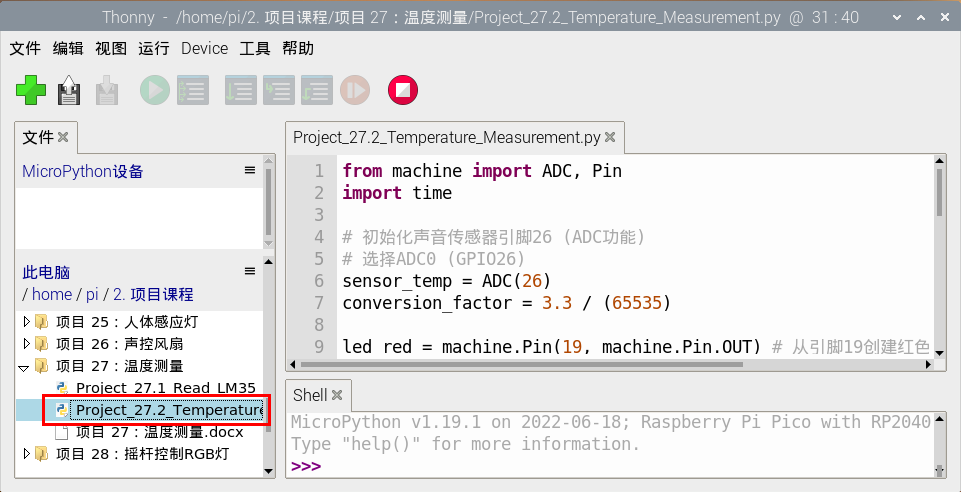 Thonny - /home/pi/2. 项目课程/项目 27：温度测量/Project_27.2_Temperature_Measurement.py @ 31 : 40
文件 编辑 视图 运行 Device 工具 帮助
文件
MicroPython设备
此电脑
/ home / pi / 2. 项目课程
项目 25：人体感应灯
项目 26：声控风扇
项目 27：温度测量
Project_27.1_Read_LM35
Project_27.2_Temperature
项目 27：温度测量.docx
项目 28：摇杆控制RGB灯
Project_27.2_Temperature_Measurement.py
1 from machine import ADC, Pin
2 import time
3
4 # 初始化声音传感器引脚26 (ADC功能)
5 # 选择ADC0 (GPIO26)
6 sensor_temp = ADC(26)
7 conversion_factor = 3.3 / (65535)
8
9 led_red = machine.Pin(19, machine.Pin.OUT) # 从引脚19创建红色
Shell
MicroPython v1.19.1 on 2022-06-18; Raspberry Pi Pico with RP2040
Type "help()" for more information.
>>>